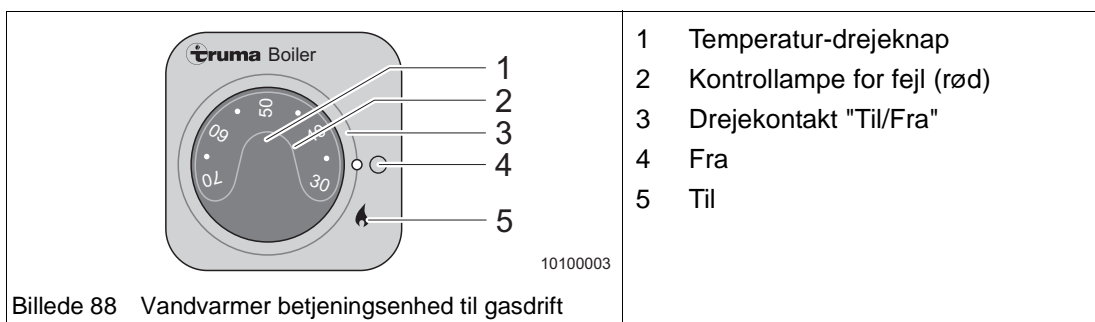 truma Boiler
70
60
50
40
30
1
2
3
4
5
10100003
Billede 88 Vandvarmer betjeningsenhed til gasdrift
1 Temperatur-drejeknap
2 Kontrollampe for fejl (rød)
3 Drejekontakt "Til/Fra"
4 Fra
5 Til